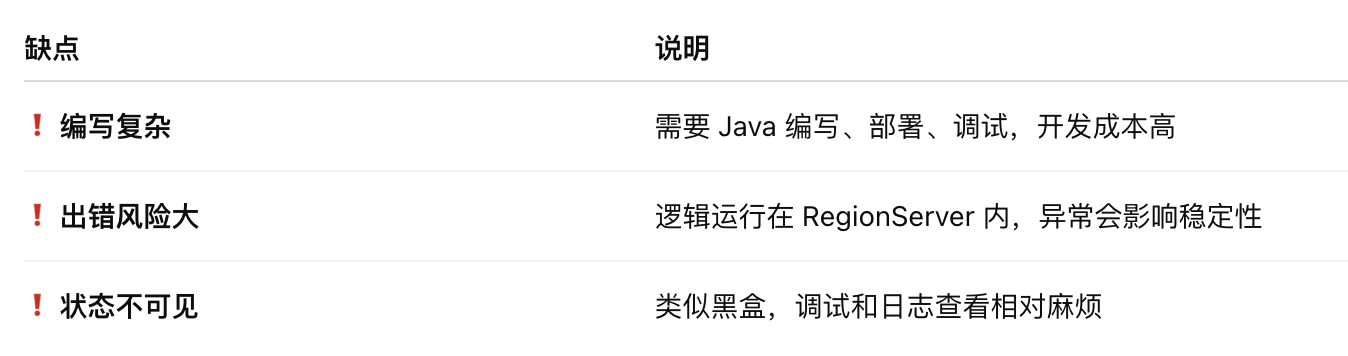 缺点 说明
❗ 编写复杂 需要 Java 编写、部署、调试，开发成本高
❗ 出错风险大 逻辑运行在 RegionServer 内，异常会影响稳定性
❗ 状态不可见 类似黑盒，调试和日志查看相对麻烦